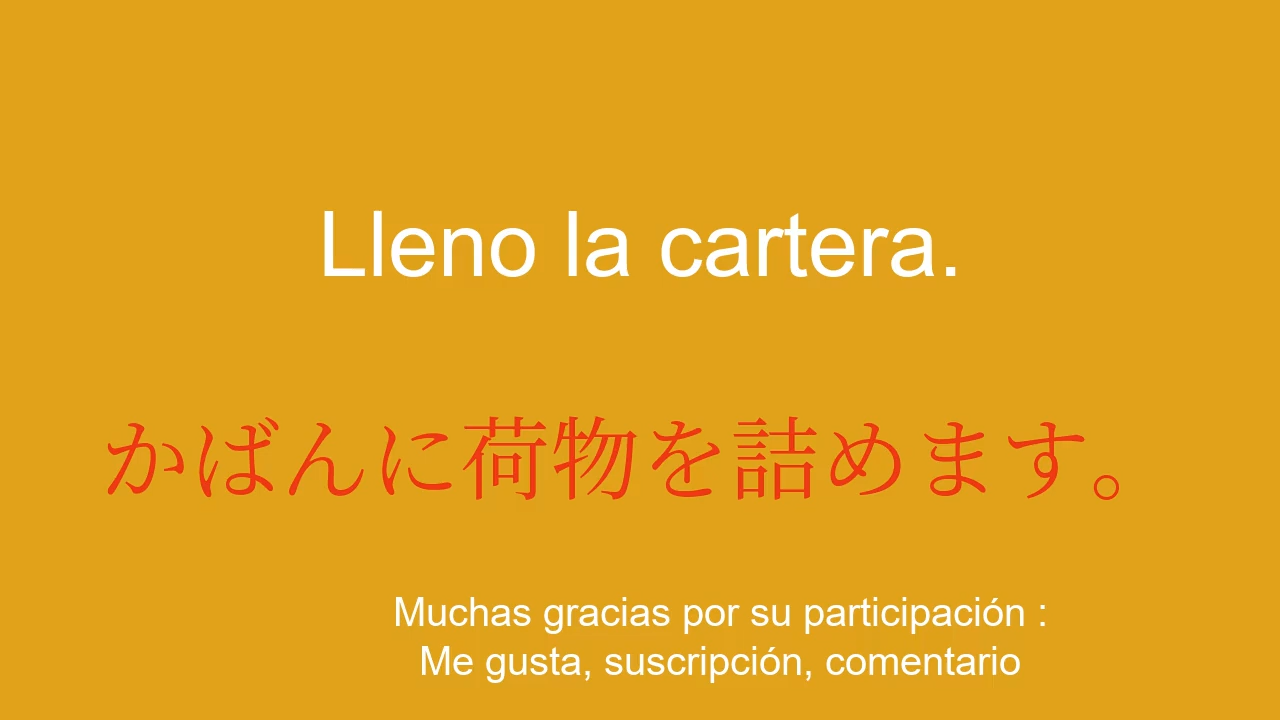 Lleno la cartera.
かばんに荷物を詰めます。
Muchas gracias por su participación :
Me gusta, suscripción, comentario